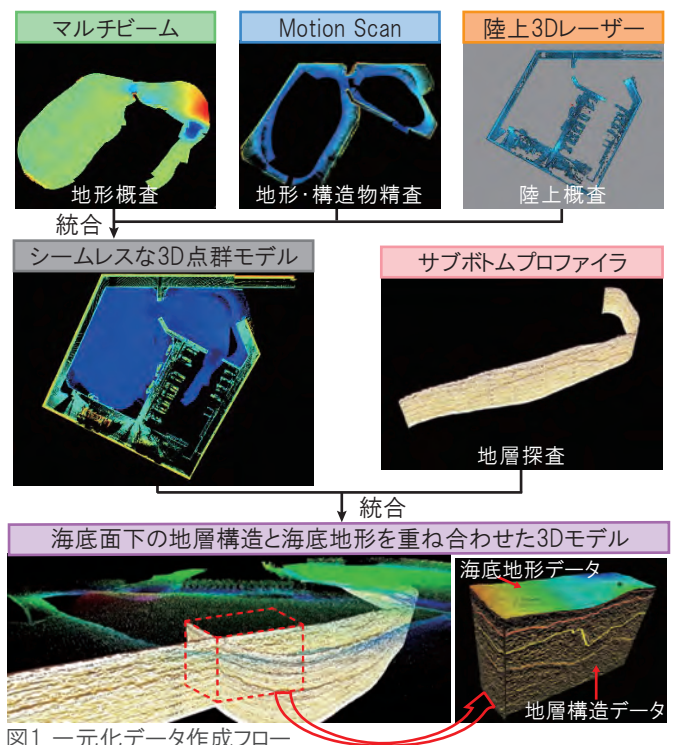 マルチビーム
Motion Scan
陸上3Dレーザー
地形概査
地形・構造物精査
陸上概査
統合
シームレスな3D点群モデル
サブボトムプロファイラ
地層探査
統合
海底面下の地層構造と海底地形を重ね合わせた3Dモデル
海底地形データ
地層構造データ
図1 一元化データ作成フロー